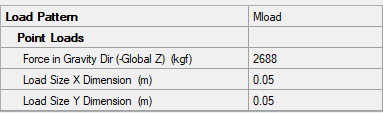 Load Pattern Mload
Point Loads
Force in Gravity Dir (-Global Z) (kgf) 2688
Load Size X Dimension (m) 0.05
Load Size Y Dimension (m) 0.05